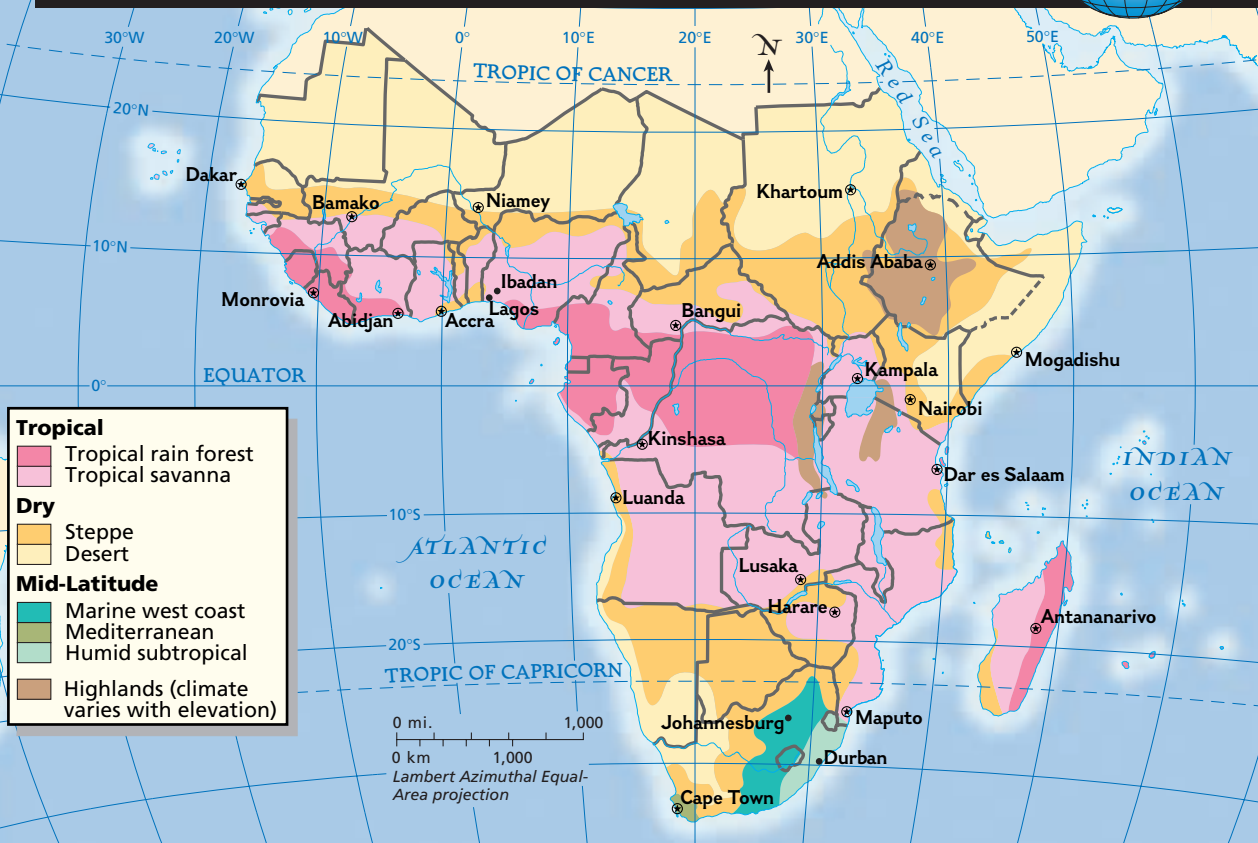 30°W
20°W
10°W
0°
10°E
20°E
30°E
40°E
50°E
N
TROPIC OF CANCER
Red Sea
20°N
Dakar
Bamako
Niamey
Khartoum
10°N
Addis Ababa
Ibadan
Monrovia
Lagos
Bangui
Abidjan
Accra
Mogadishu
EQUATOR
Kampala
0°
Nairobi
Kinshasa
INDIAN
OCEAN
Dar es Salaam
Luanda
10°S
ATLANTIC
OCEAN
Lusaka
Harare
Antananarivo
20°S
TROPIC OF CAPRICORN
Johannesburg
Maputo
Durban
Cape Town
Tropical
Tropical rain forest
Tropical savanna
Dry
Steppe
Desert
Mid-Latitude
Marine west coast
Mediterranean
Humid subtropical
Highlands (climate
varies with elevation)
0 mi. 1,000
0 km 1,000
Lambert Azimuthal Equal-
Area projection